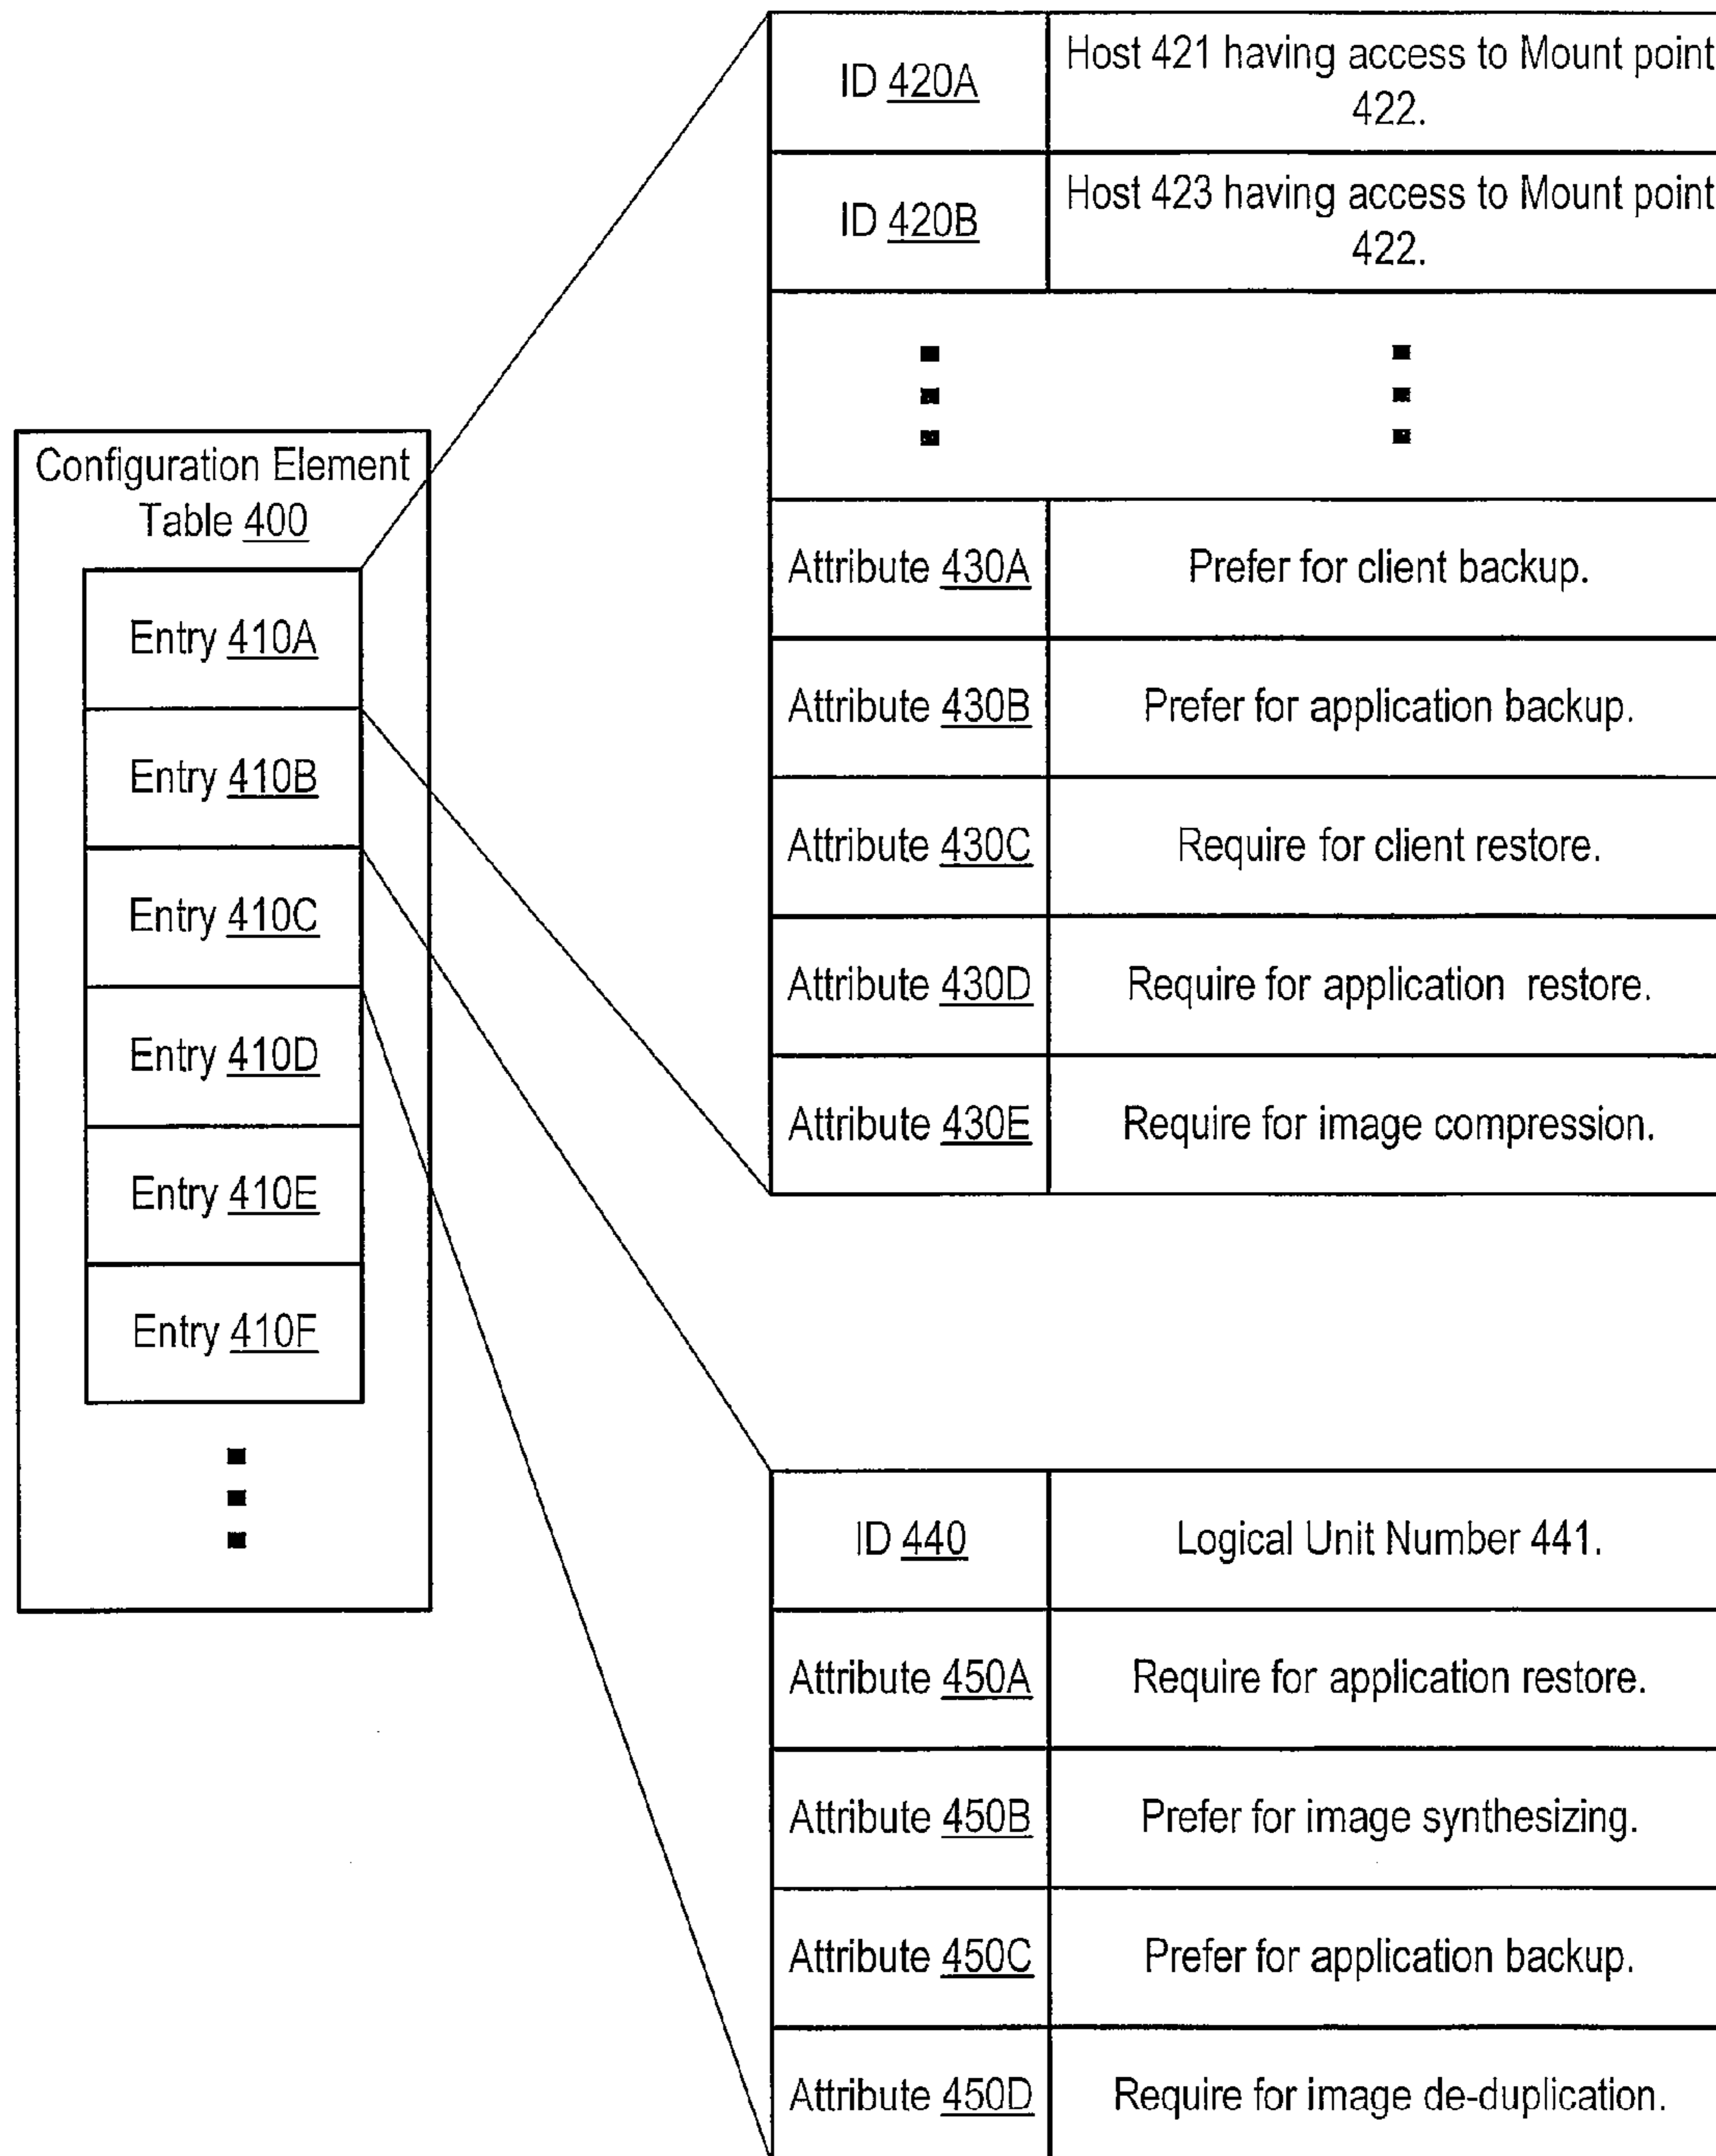 Configuration Element
Table 400
Entry 410A
Entry 410B
Entry 410C
Entry 410D
Entry 410E
Entry 410F
ID 420A
Host 421 having access to Mount point
422.
ID 420B
Host 423 having access to Mount point
422.
Attribute 430A
Prefer for client backup.
Attribute 430B
Prefer for application backup.
Attribute 430C
Require for client restore.
Attribute 430D
Require for application restore.
Attribute 430E
Require for image compression.
ID 440
Logical Unit Number 441.
Attribute 450A
Require for application restore.
Attribute 450B
Prefer for image synthesizing.
Attribute 450C
Prefer for application backup.
Attribute 450D
Require for image de-duplication.